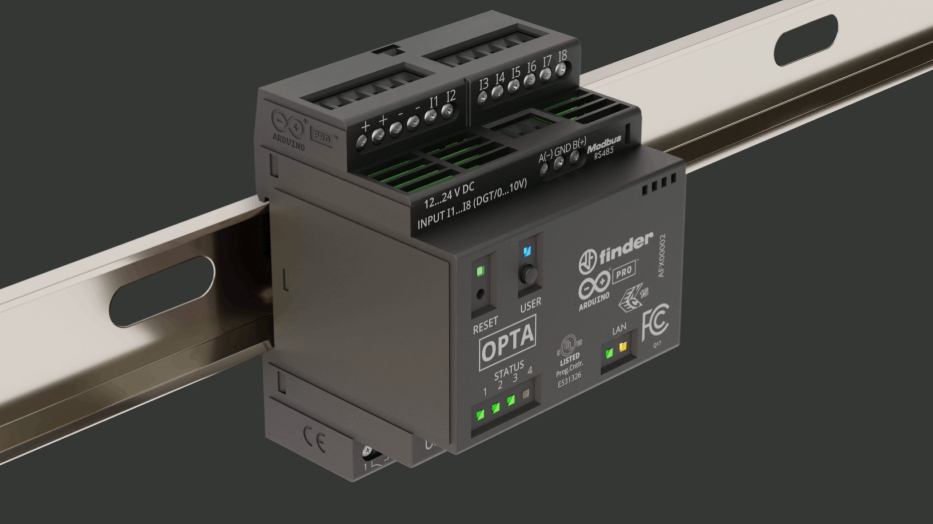 + + - - I1 I2 I3 I4 I5 I6 I7 I8
ARDUINO
PRO
A(-) GND B(+)
Modbus
RS485
12...24 V DC
INPUT I1...I8 (DGT/0...10V)
finder
PRO
ARDUINO
AFX00002
RESET
USER
OPTA
LISTED
Prog.Cntlr.
E531326
LAN
FC
STATUS
1 2 3 4
CE